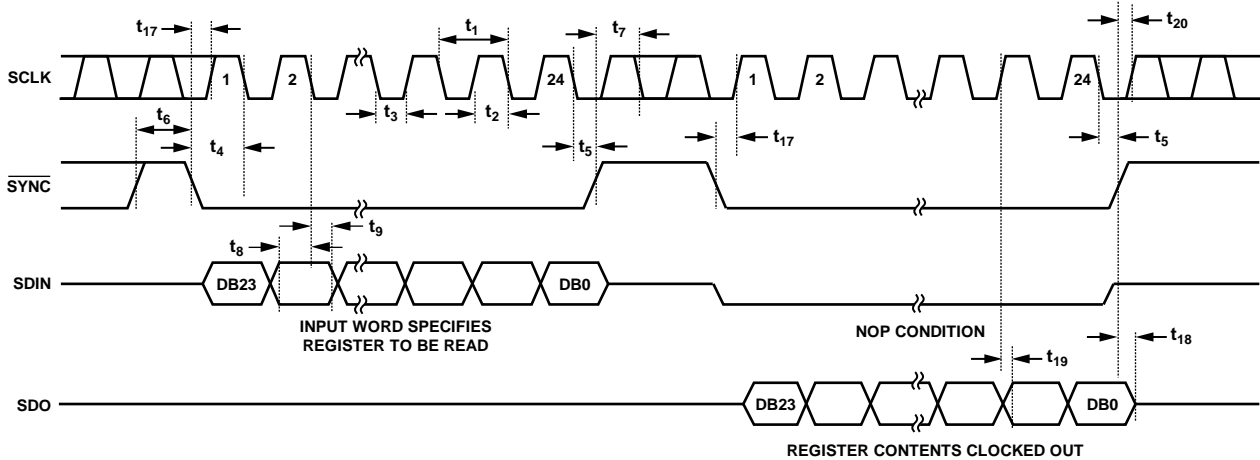 t17
t1
t7
t20
SCLK
1
2
24
1
2
24
t6
t4
t3
t2
t5
t17
t5
SYNC
t8
t9
SDIN
DB23
DB0
INPUT WORD SPECIFIES
REGISTER TO BE READ
NOP CONDITION
t18
t19
SDO
DB23
DB0
REGISTER CONTENTS CLOCKED OUT